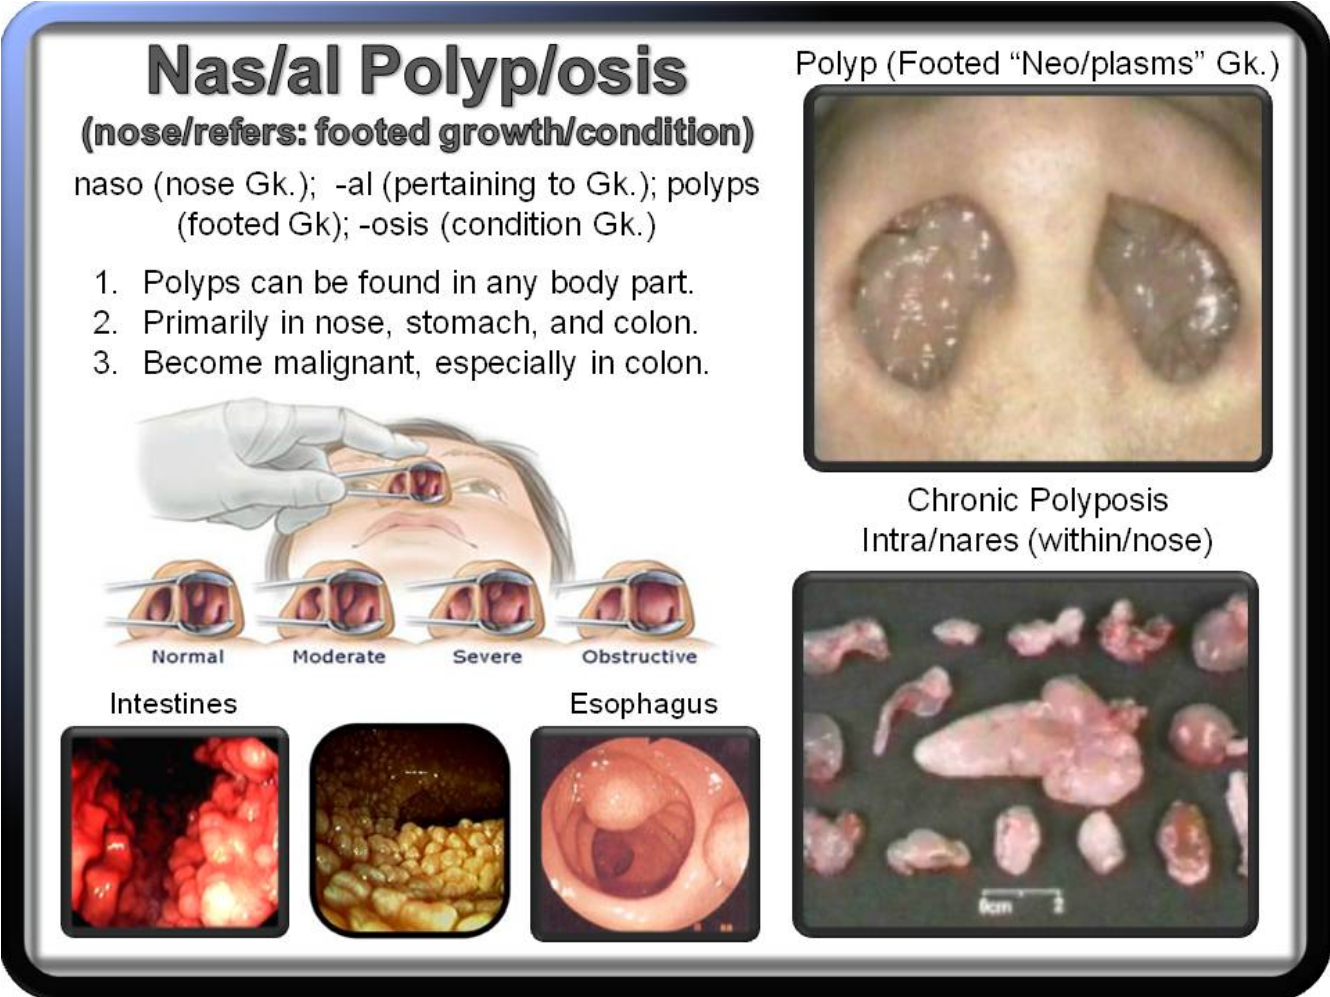 Nas/al Polyp/osis
(nose/refers: footed growth/condition)
naso (nose Gk.); -al (pertaining to Gk.); polyps
(footed Gk); -osis (condition Gk.)
1. Polyps can be found in any body part.
2. Primarily in nose, stomach, and colon.
3. Become malignant, especially in colon.
Normal Moderate Severe Obstructive
Intestines
Esophagus
Polyp (Footed “Neo/plasms” Gk.)
Chronic Polyposis
Intra/nares (within/nose)
0cm 2